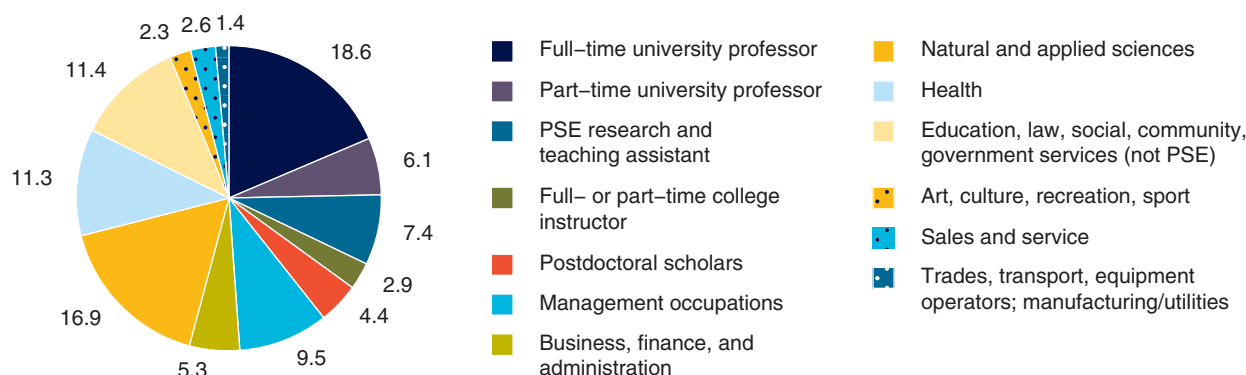 2.3
2.6
1.4
18.6
11.4
6.1
11.3
7.4
2.9
4.4
16.9
9.5
5.3
Full–time university professor
Part–time university professor
PSE research and
teaching assistant
Full– or part–time college
instructor
Postdoctoral scholars
Management occupations
Business, finance, and
administration
Natural and applied sciences
Health
Education, law, social, community,
government services (not PSE)
Art, culture, recreation, sport
Sales and service
Trades, transport, equipment
operators; manufacturing/utilities